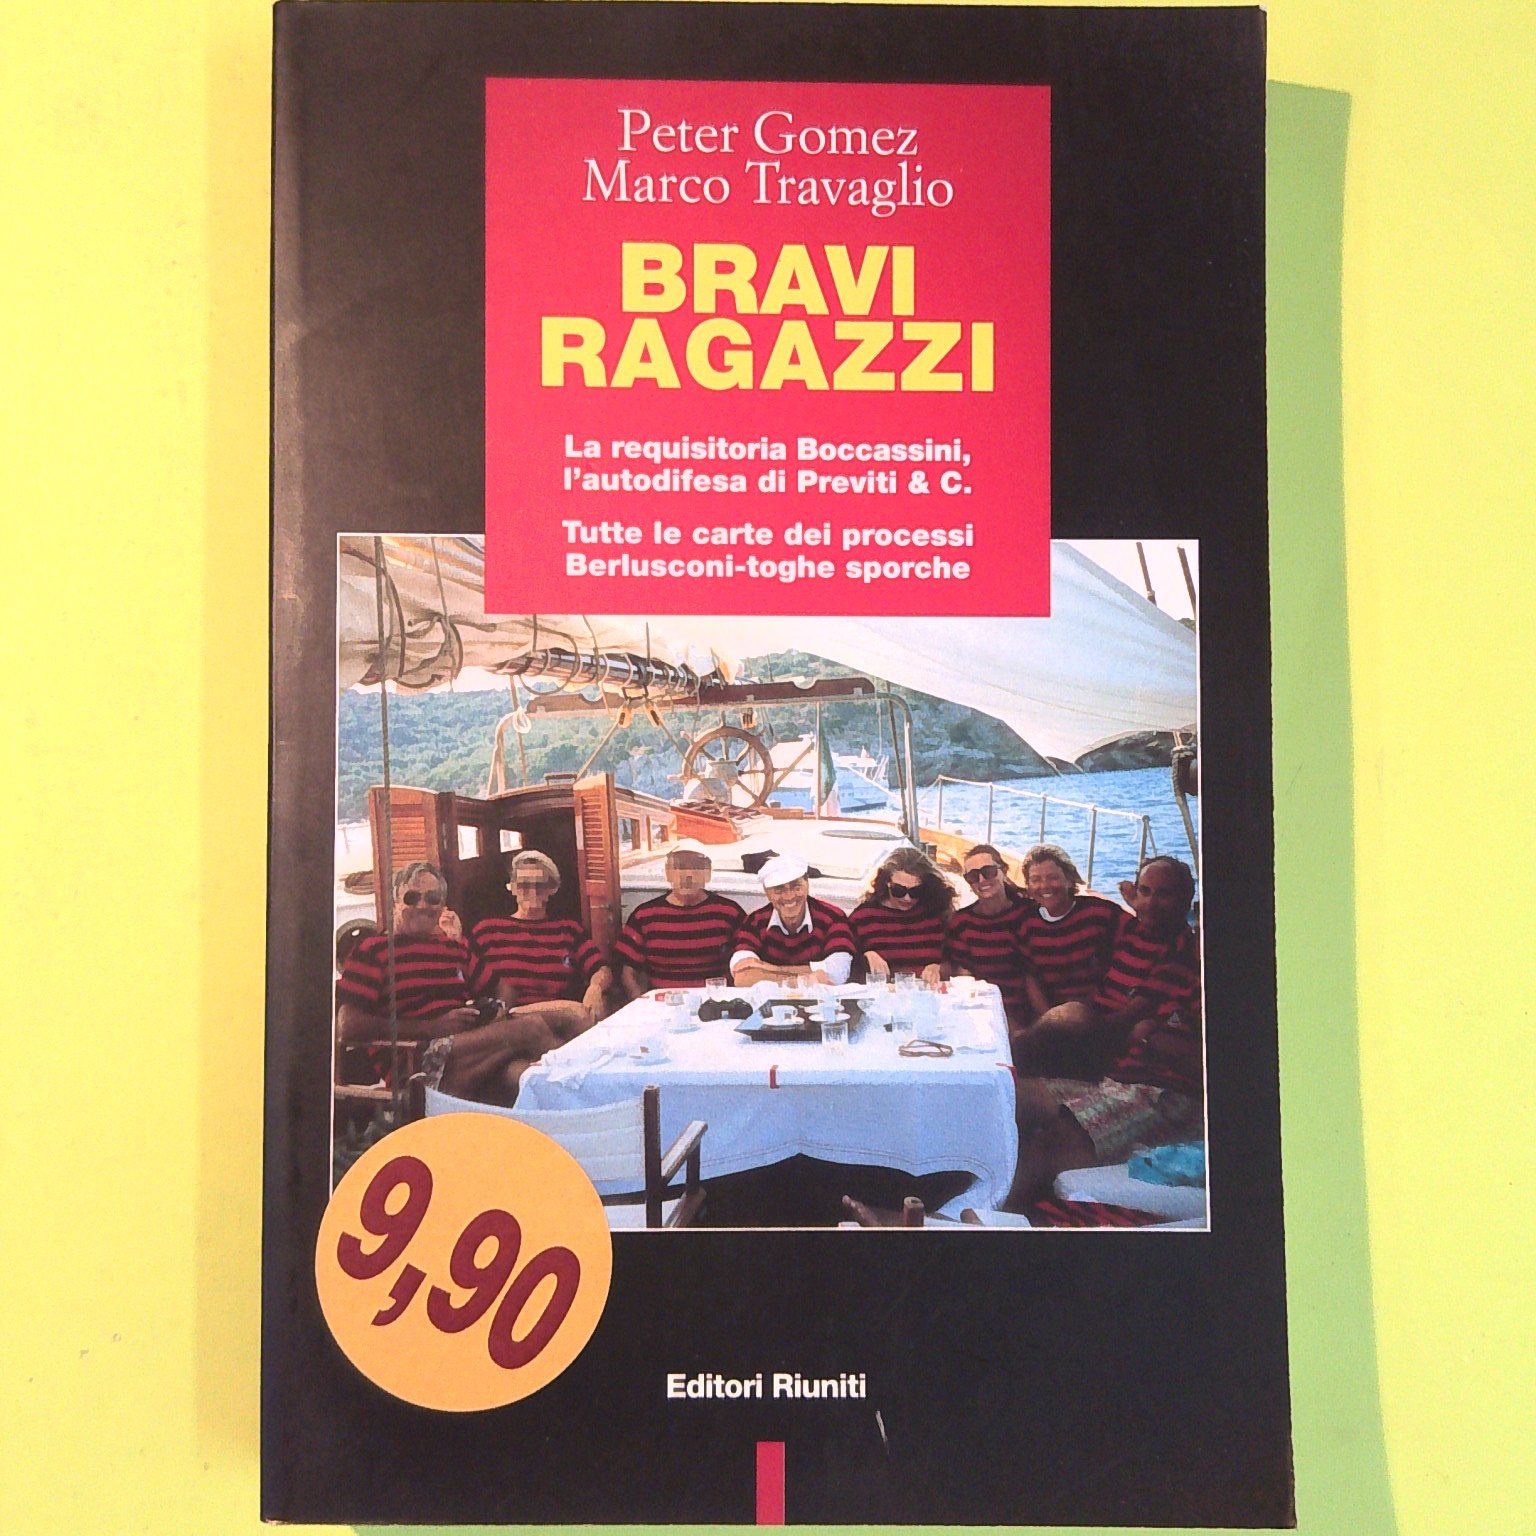 Peter Gomez
Marco Travaglio
BRAVI
RAGAZZI
La requisitoria Boccassini,
l'autodifesa di Previti & C.
Tutte le carte dei processi
Berlusconi-toghe sporche
9,90
Editori Riuniti